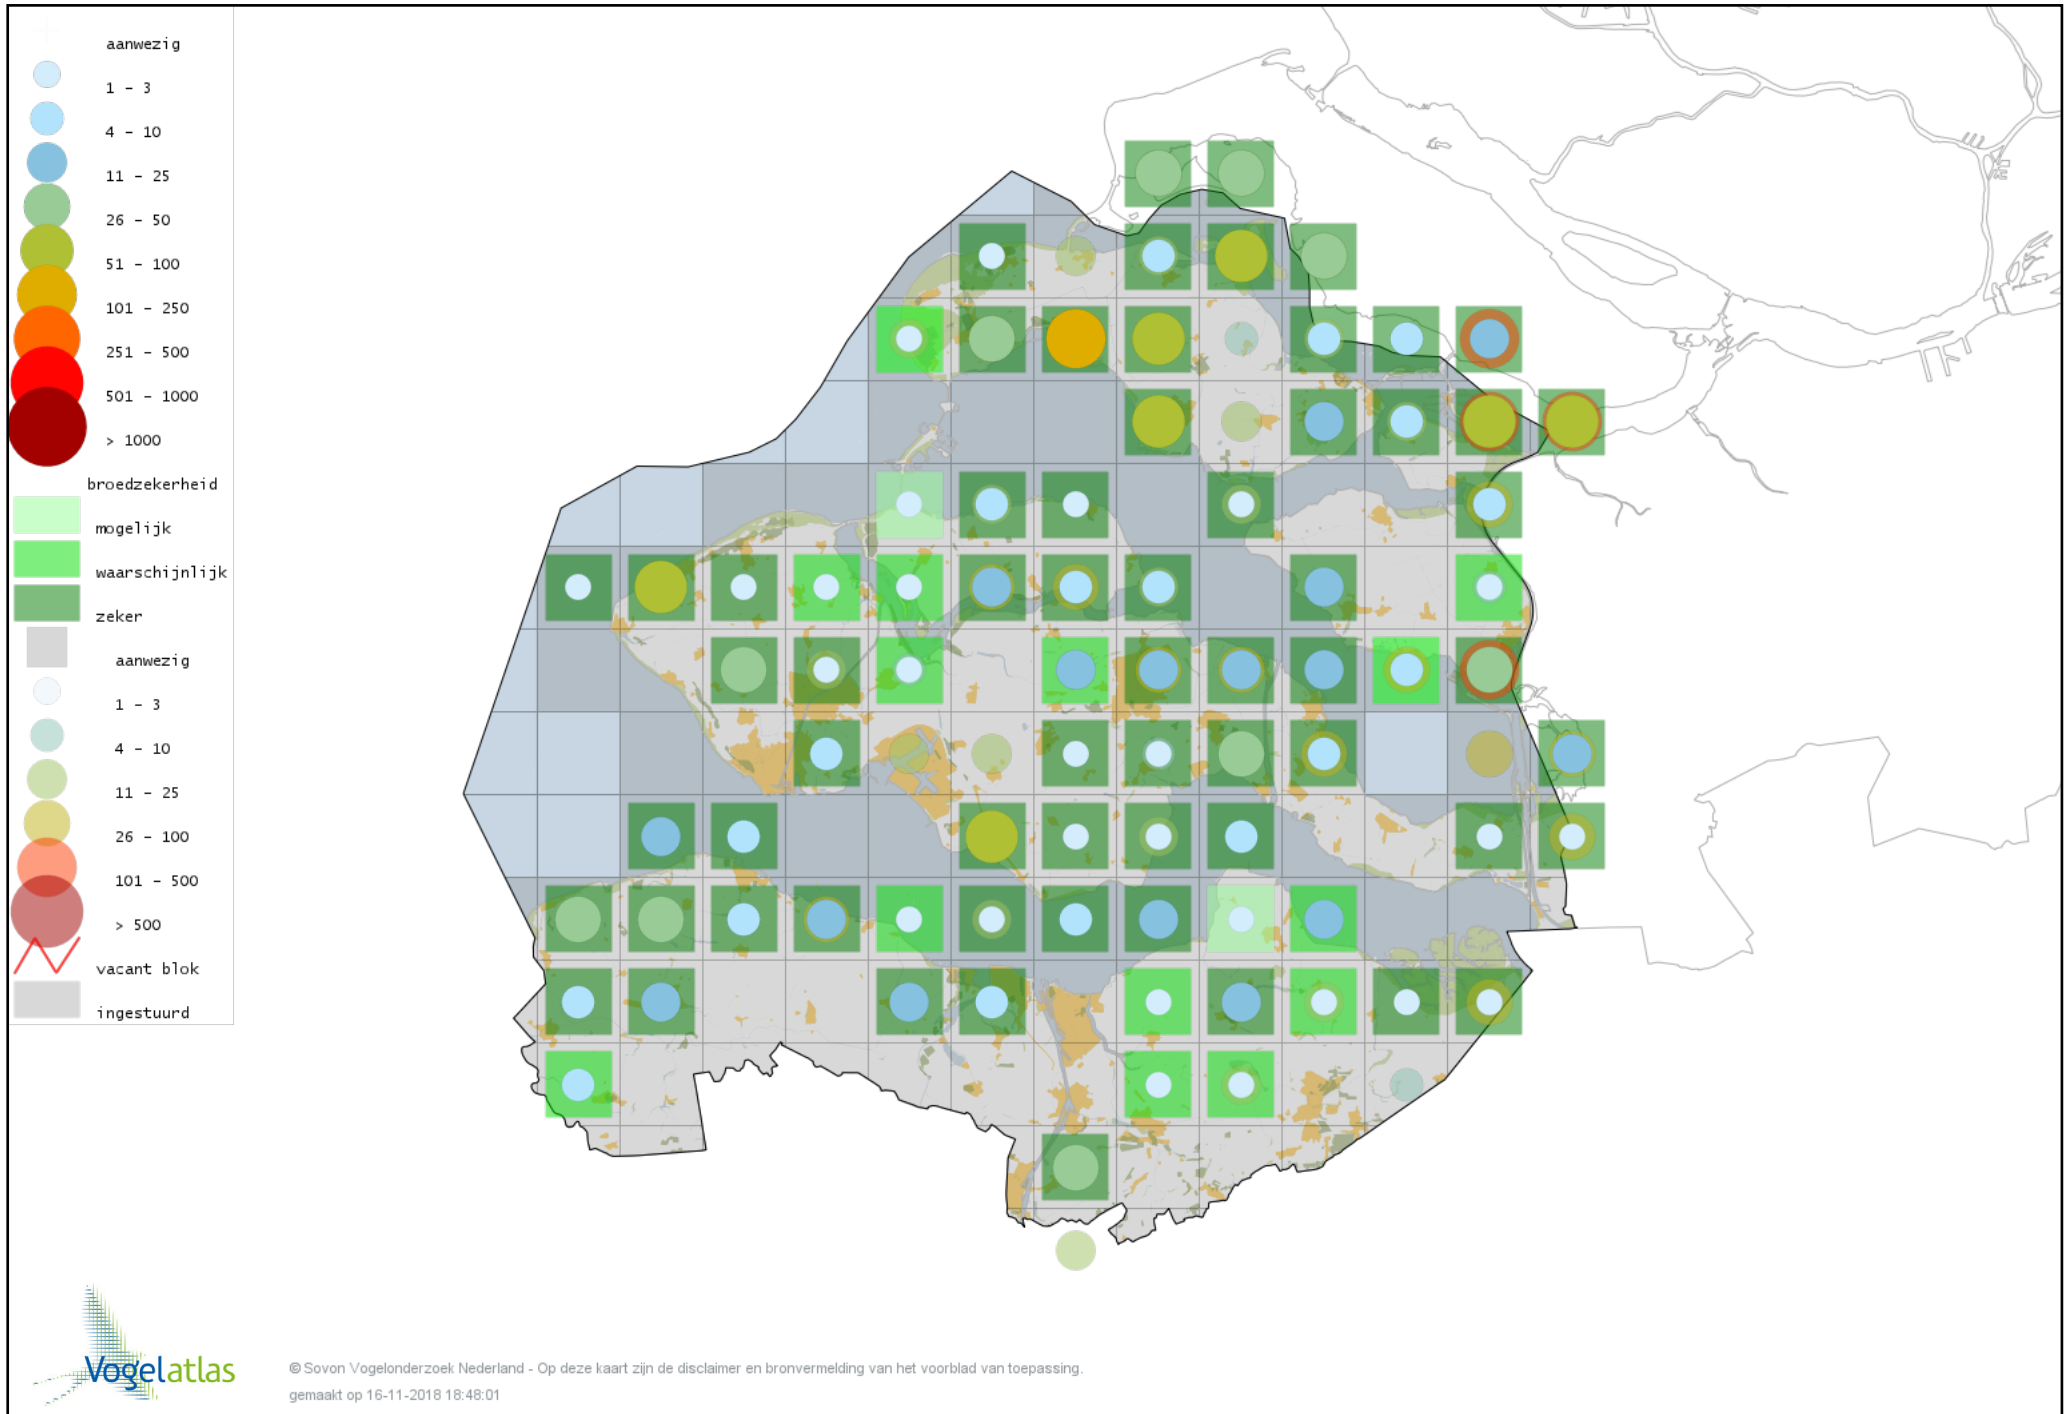 aanwezig
1 - 3
4 - 10
11 - 25
26 - 50
51 - 100
101 - 250
251 - 500
501 - 1000
> 1000
broedzekerheid
mogelijk
waarschijnlijk
zeker
aanwezig
1 - 3
4 - 10
11 - 25
26 - 100
101 - 500
> 500
vacant blok
ingestuurd
Vogelatlas
© Sovon Vogelonderzoek Nederland - Op deze kaart zijn de disclaimer en bronvermelding van het voorblad van toepassing.
gemaakt op 16-11-2018 18:48:01